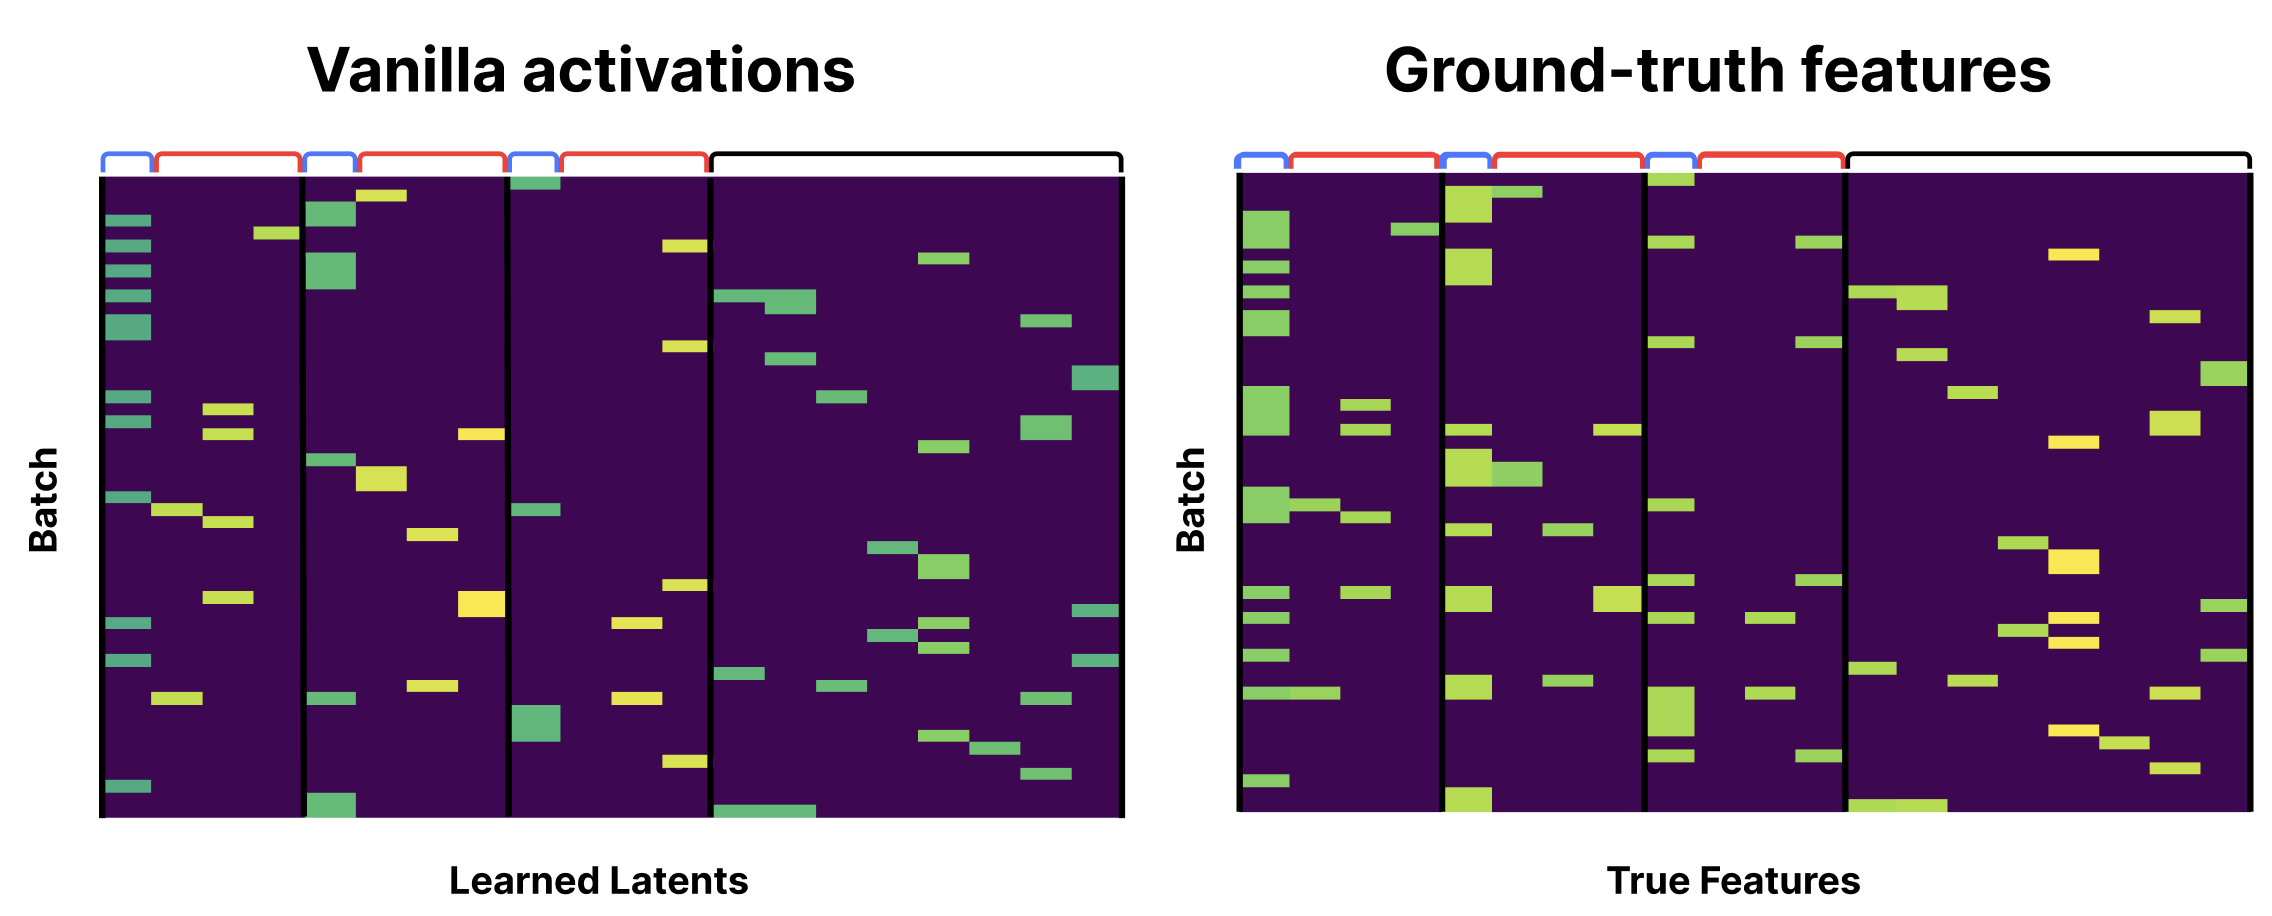 Vanilla activations
Ground-truth features
Batch
Batch
Learned Latents
True Features